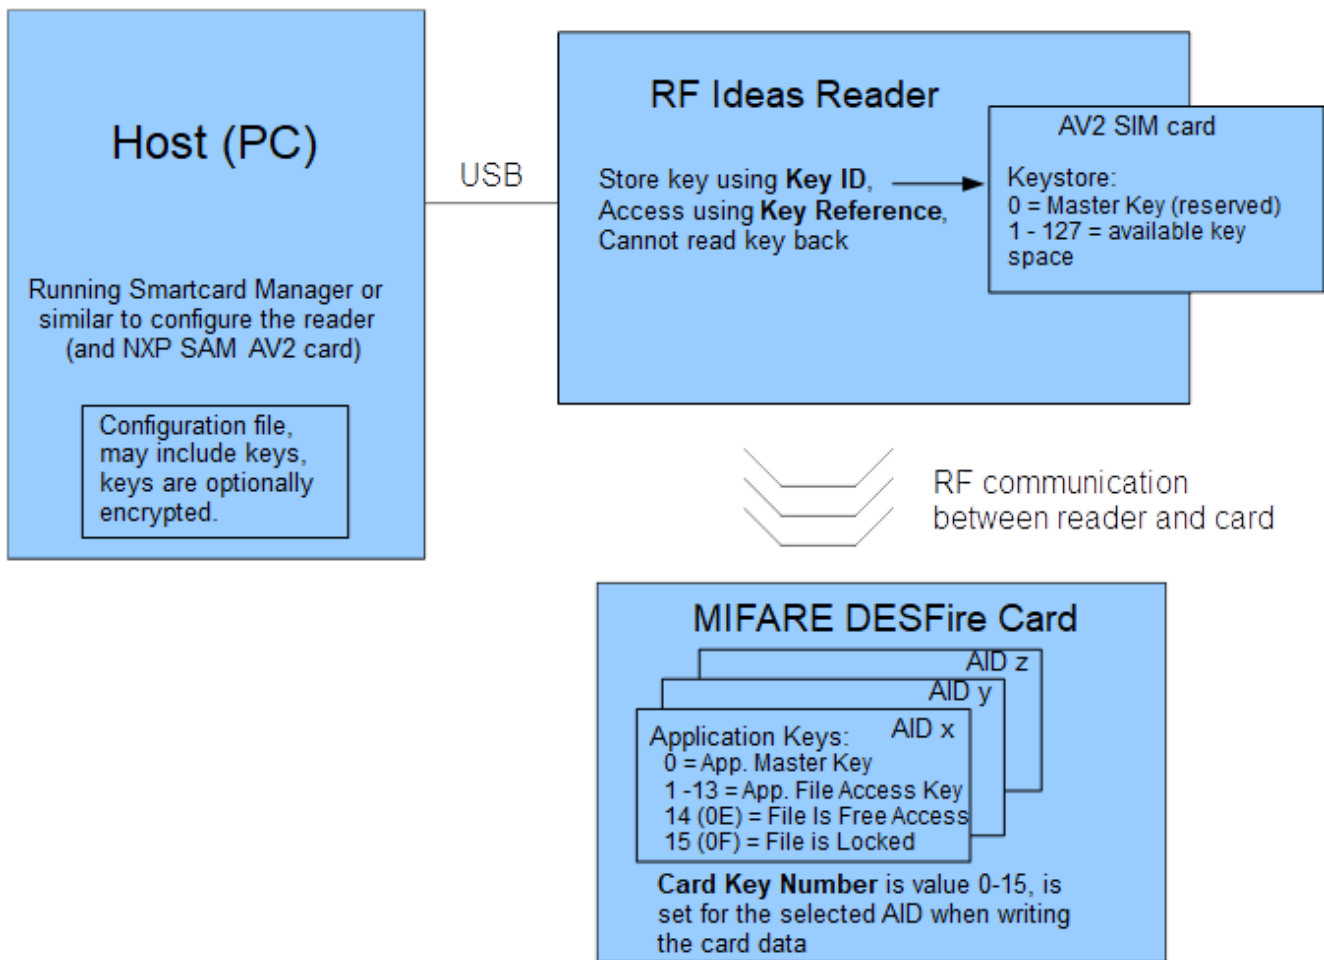 Host (PC)
Running Smartcard Manager or
similar to configure the reader
(and NXP SAM AV2 card)
Configuration file,
may include keys,
keys are optionally
encrypted.
USB
RF Ideas Reader
Store key using Key ID,
Access using Key Reference,
Cannot read key back
AV2 SIM card
Keystore:
0 = Master Key (reserved)
1 - 127 = available key
space
RF communication
between reader and card
MIFARE DESFire Card
AID z
AID y
AID x
Application Keys:
0 = App. Master Key
1 -13 = App. File Access Key
14 (0E) = File Is Free Access
15 (0F) = File is Locked
Card Key Number is value 0-15, is
set for the selected AID when writing
the card data